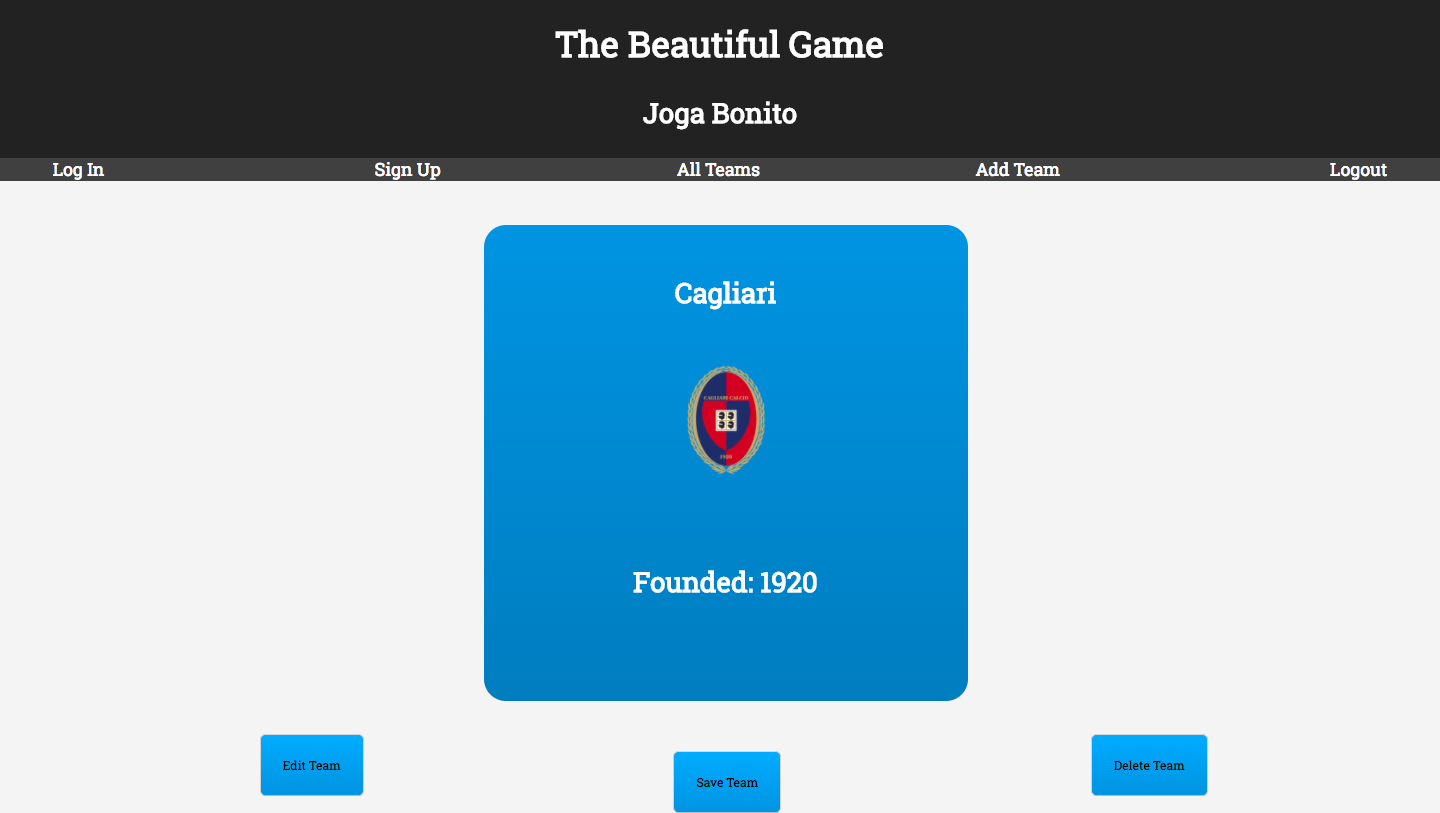 The Beautiful Game
Joga Bonito
Log In Sign Up All Teams Add Team Logout
Cagliari
CAGLIARI CALCIO
1920
Founded: 1920
Edit Team Save Team Delete Team